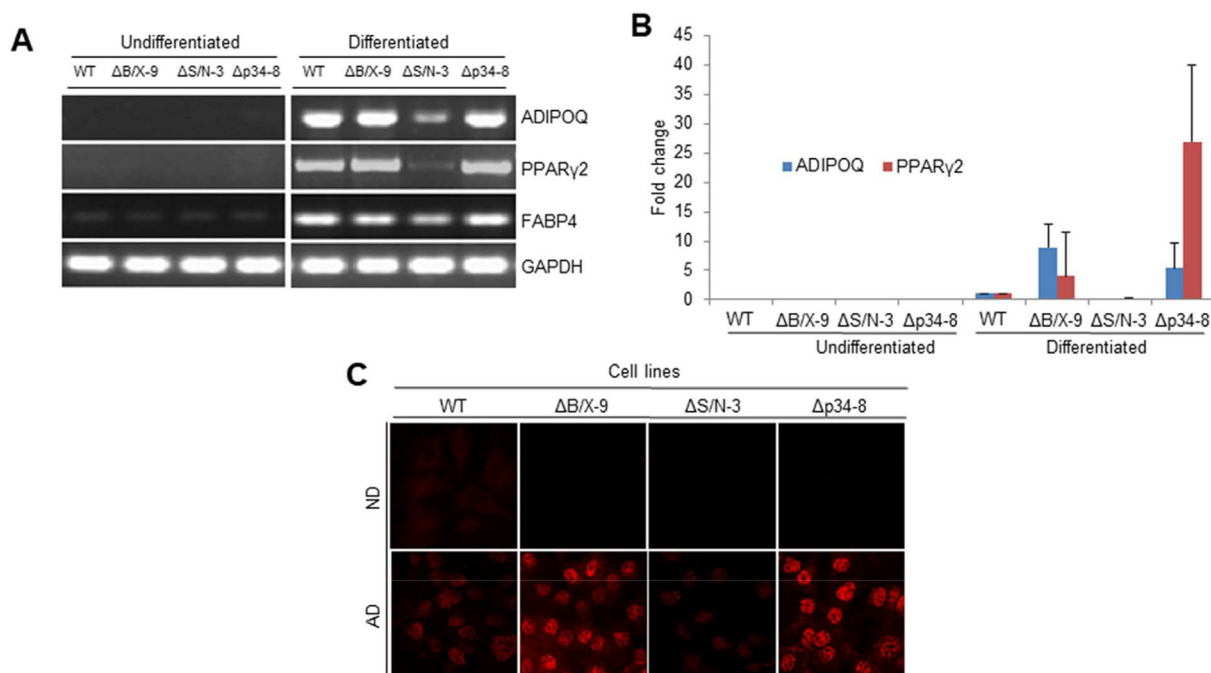 A
Undifferentiated
Differentiated
WT ΔB/X-9 ΔS/N-3 Δp34-8 WT ΔB/X-9 ΔS/N-3 Δp34-8
ADIPOQ
PPARγ2
FABP4
GAPDH
B
Fold change
45
40
35
30
25
20
15
10
5
0
ADIPOQ PPARγ2
WT ΔB/X-9 ΔS/N-3 Δp34-8 WT ΔB/X-9 ΔS/N-3 Δp34-8
Undifferentiated Differentiated
C
Cell lines
WT ΔB/X-9 ΔS/N-3 Δp34-8
ND
AD